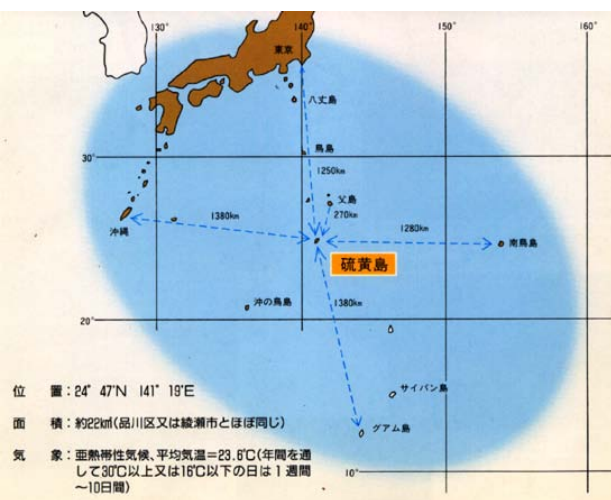 130°
140°
150°
160°
東京
八丈島
鳥島
30°
1250km
父島
270km
1380km
1280km
沖縄
南鳥島
硫黄島
沖の鳥島
1380km
20°
サイパン島
グアム島
10°
位 置:24° 47'N 141° 19'E
面 積:約22km²(品川区又は綾瀬市とほぼ同じ)
気 象:亜熱帯性気候、平均気温=23.6℃(年間を通
して30℃以上又は16℃以下の日は1週間
~10日間)